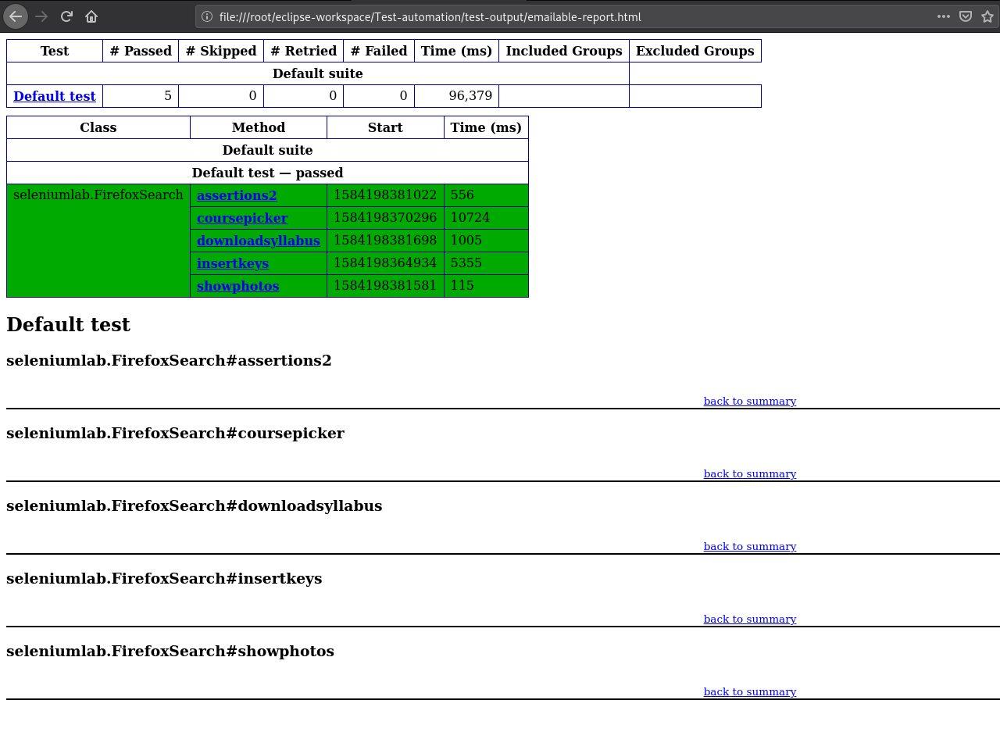 file:///root/eclipse-workspace/Test-automation/test-output/emailable-report.html
Test # Passed # Skipped # Retried # Failed Time (ms) Included Groups Excluded Groups
Default suite
Default test 5 0 0 0 96,379
Class Method Start Time (ms)
Default suite
Default test — passed
seleniumlab.FirefoxSearch assertions2 1584198381022 556
coursepicker 1584198370296 10724
downloadsyllabus 1584198381698 1005
insertkeys 1584198364934 5355
showphotos 1584198381581 115
Default test
seleniumlab.FirefoxSearch#assertions2
back to summary
seleniumlab.FirefoxSearch#coursepicker
back to summary
seleniumlab.FirefoxSearch#downloadsyllabus
back to summary
seleniumlab.FirefoxSearch#insertkeys
back to summary
seleniumlab.FirefoxSearch#showphotos
back to summary